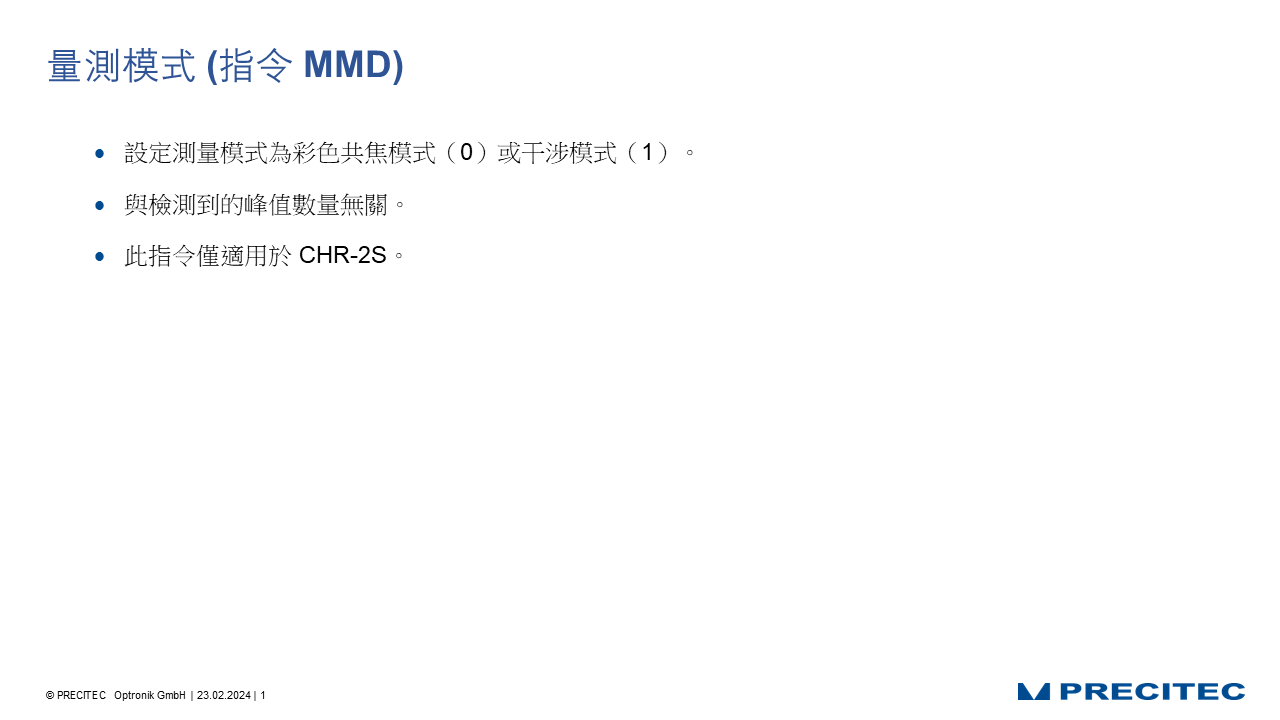 量測模式 (指令 MMD)
• 設定測量模式為彩色共焦模式（0）或干涉模式（1）。
• 與檢測到的峰值數量無關。
• 此指令僅適用於 CHR-2S。
© PRECITEC Optronik GmbH | 23.02.2024 | 1
PRECITEC